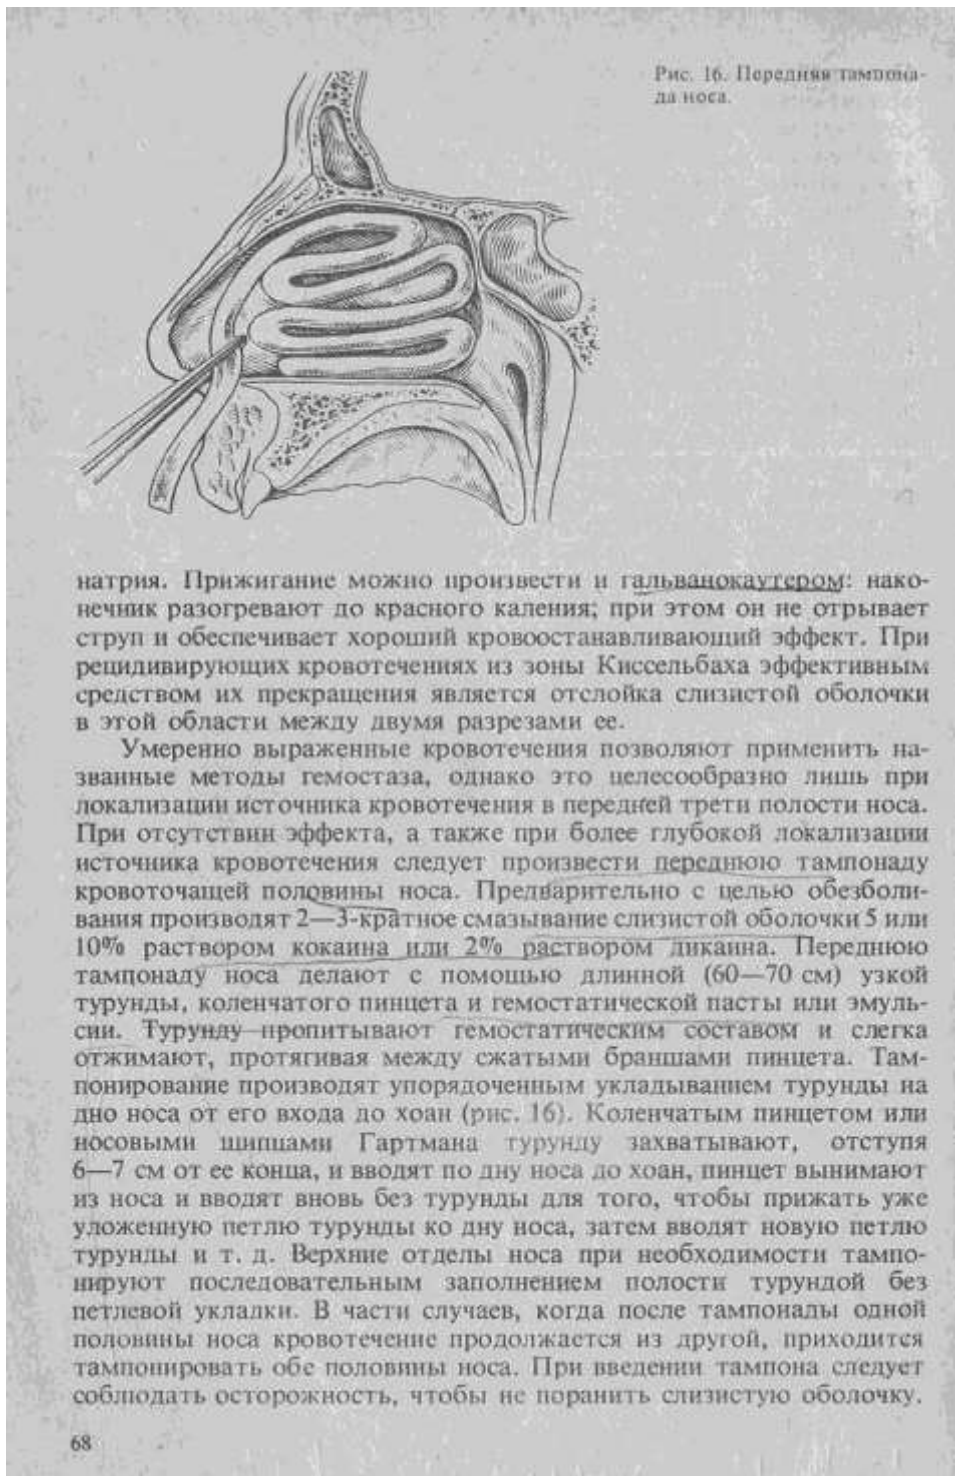 Рис. 16. Передняя тампона-
да носа.
натрия. Прижигание можно произвести и гальванокаутером: нако-
нечник разогревают до красного каления; при этом он не отрывает
струп и обеспечивает хороший кровоостанавливающий эффект. При
рецидивирующих кровотечениях из зоны Киссельбаха эффективным
средством их прекращения является отслойка слизистой оболочки
в этой области между двумя разрезами ее.
Умеренно выраженные кровотечения позволяют применить на-
званные методы гемостаза, однако это целесообразно лишь при
локализации источника кровотечения в передней трети полости носа.
При отсутствии эффекта, а также при более глубокой локализации
источника кровотечения следует произвести переднюю тампонаду
кровоточащей половины носа. Предварительно с целью обезболи-
вания производят 2—3-кратное смазывание слизистой оболочки 5 или
10% раствором кокаина или 2% раствором дикаина. Переднюю
тампонаду носа делают с помощью длинной (60—70 см) узкой
турунды, коленчатого пинцета и гемостатической пасты или эмуль-
сии. Турунду пропитывают гемостатическим составом и слегка
отжимают, протягивая между сжатыми браншами пинцета. Там-
понирование производят упорядоченным укладыванием турунды на
дно носа от его входа до хоан (рис. 16). Коленчатым пинцетом или
носовыми щипцами Гартмана турунду захватывают, отступя
6—7 см от ее конца, и вводят по дну носа до хоан, пинцет вынимают
из носа и вводят вновь без турунды для того, чтобы прижать уже
уложенную петлю турунды ко дну носа, затем вводят новую петлю
турунды и т. д. Верхние отделы носа при необходимости тампо-
нируют последовательным заполнением полости турундой без
петлевой укладки. В части случаев, когда после тампонады одной
половины носа кровотечение продолжается из другой, приходится
тампонировать обе половины носа. При введении тампона следует
соблюдать осторожность, чтобы не поранить слизистую оболочку.
68